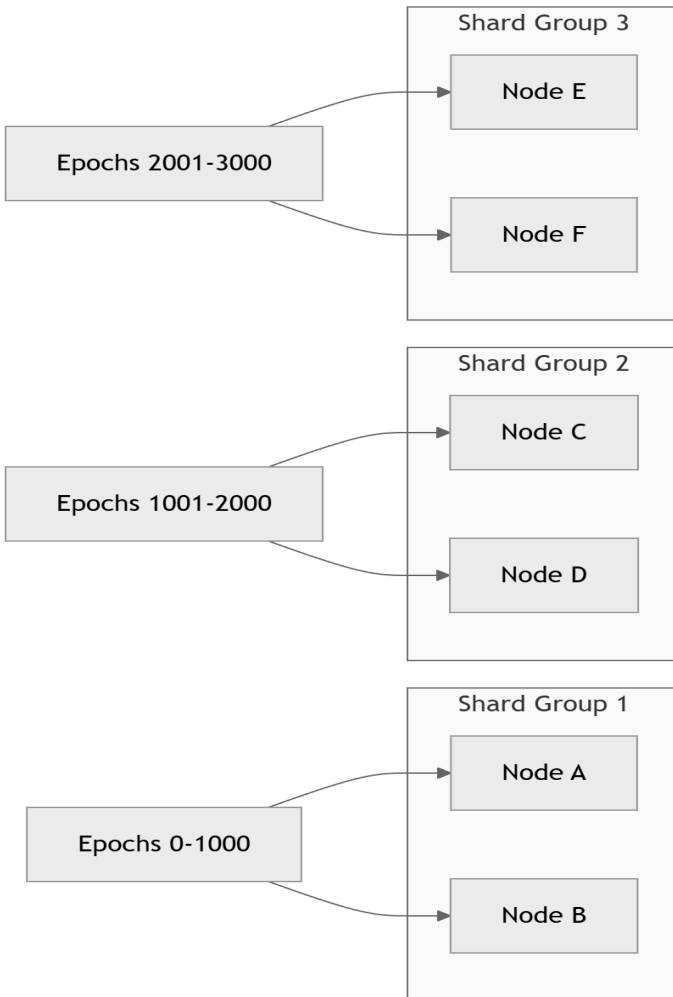 Shard Group 3
Node E
Epochs 2001-3000
Node F
Shard Group 2
Node C
Epochs 1001-2000
Node D
Shard Group 1
Node A
Epochs 0-1000
Node B